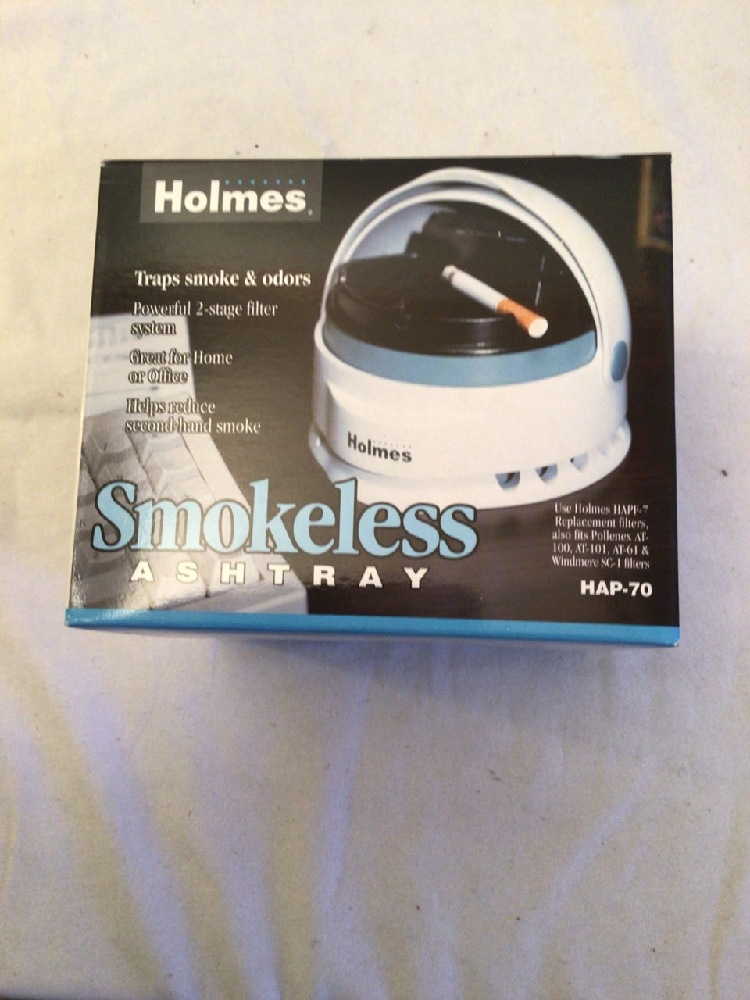 Holmes
Traps smoke & odors
Powerful 2-stage filter
system
Great for Home
or Office
Helps reduce
second hand smoke
Holmes
Smokeless
ASHTRAY
Use Holmes HAPF-7
Replacement filters,
also fits Pollenex AT-
100, AT-101, AT-61 &
Windmere SC-1 filters
HAP-70